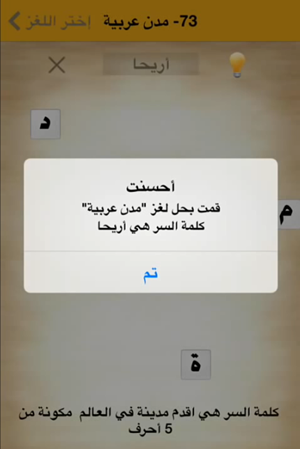 إختر اللغز
73- مدن عربية
أريحا
د
أحسنت
قمت بحل لغز "مدن عربية"
كلمة السر هي أريحا
م
تم
ة
كلمة السر هي اقدم مدينة في العالم مكونة من
5 أحرف